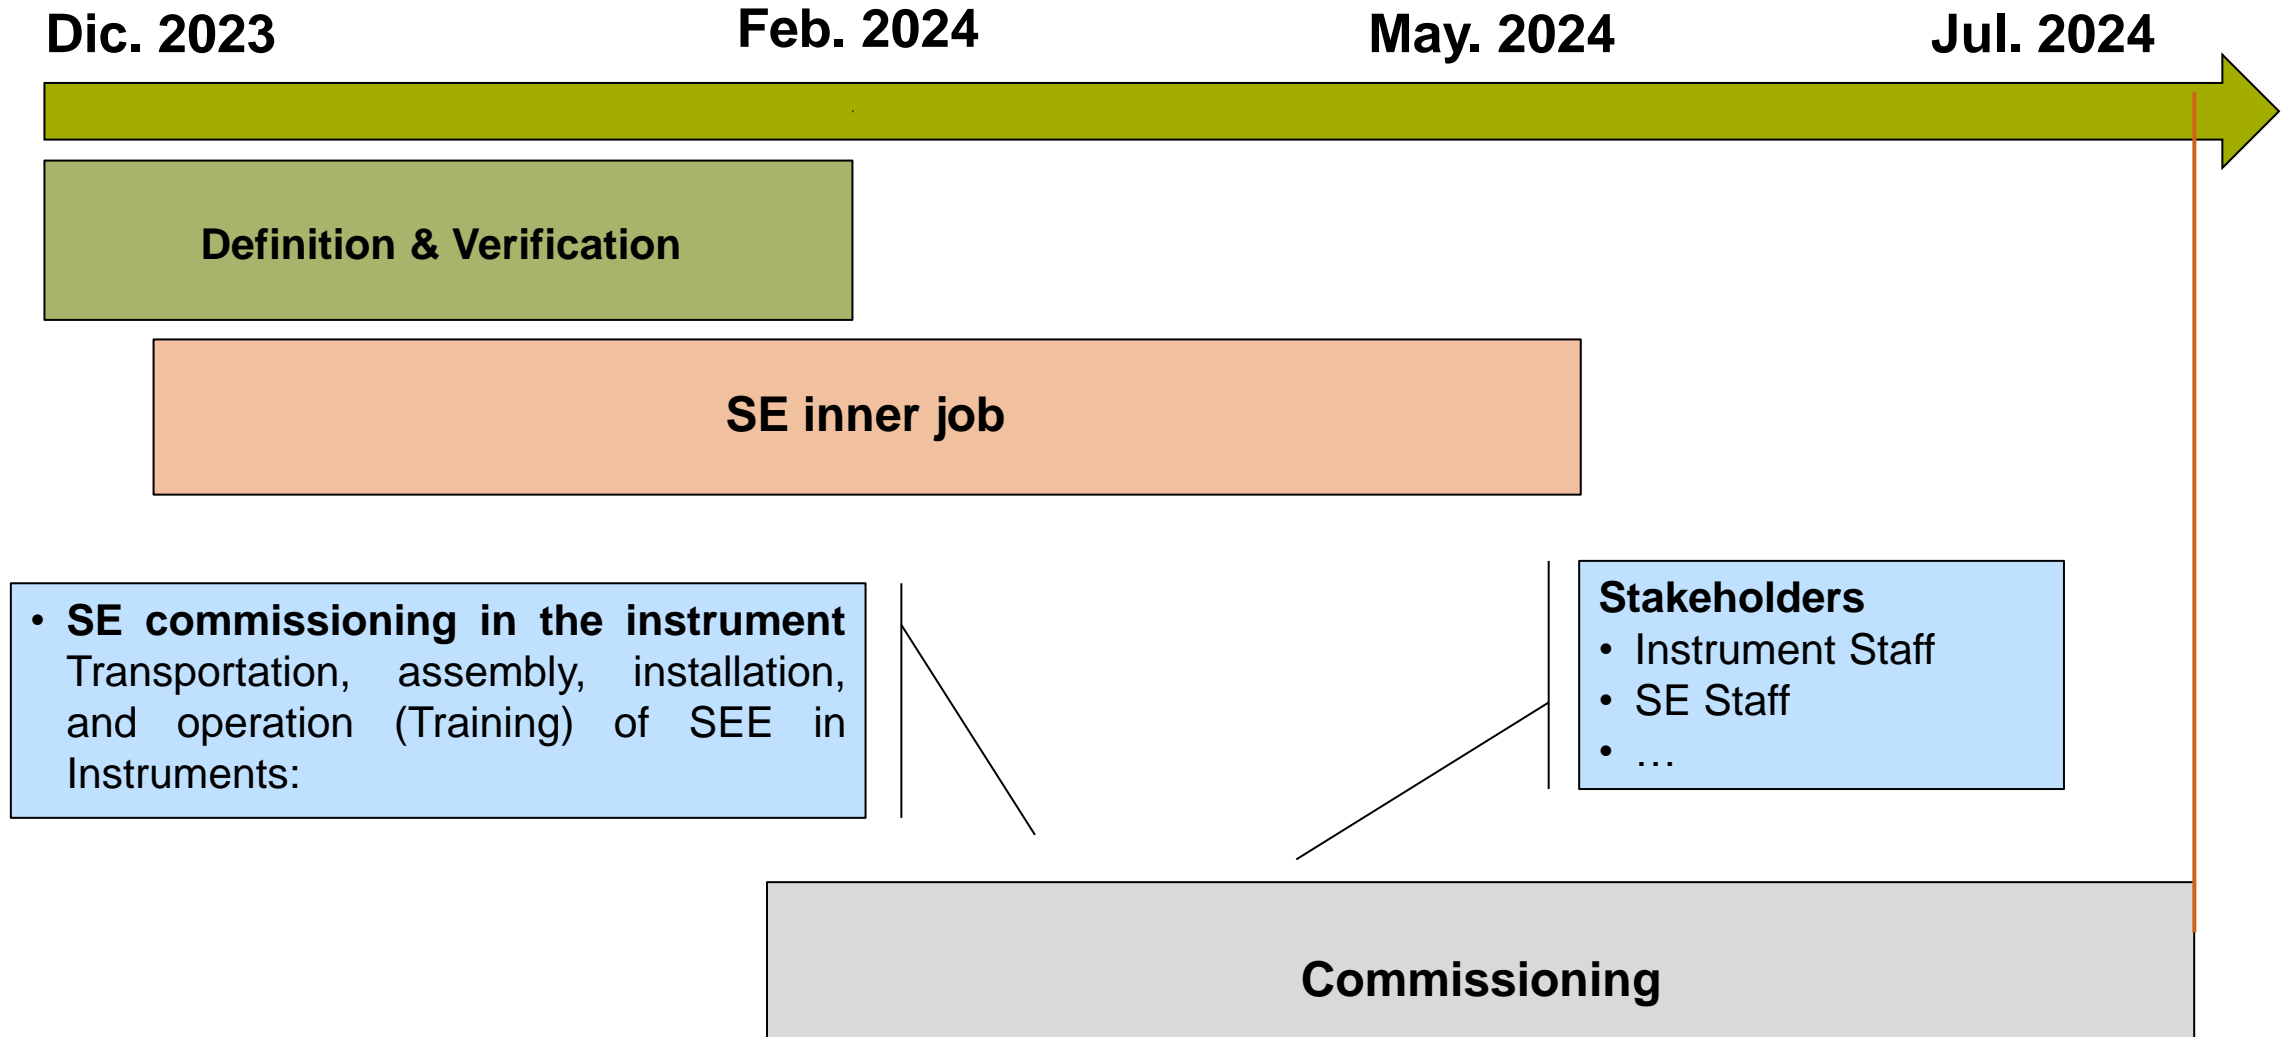 Dic. 2023
Feb. 2024
May. 2024
Jul. 2024
Definition & Verification
SE inner job
• SE commissioning in the instrument
Transportation, assembly, installation,
and operation (Training) of SEE in
Instruments:
Stakeholders
• Instrument Staff
• SE Staff
• …
Commissioning